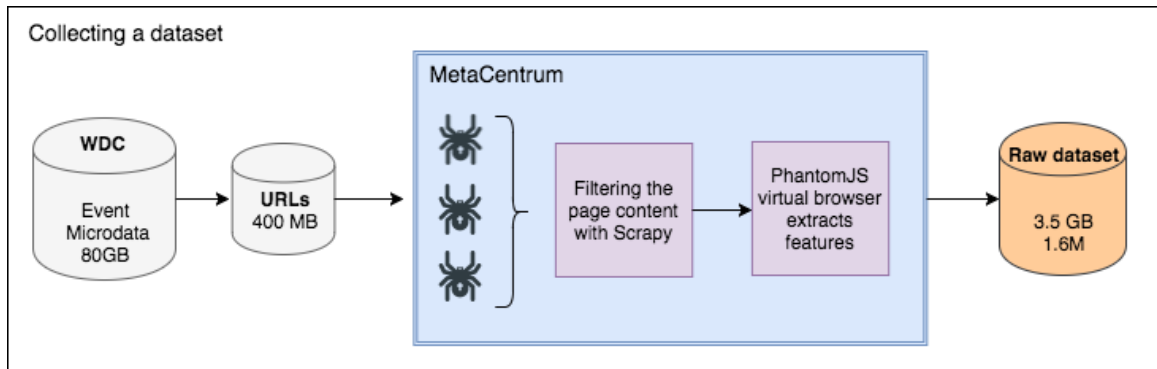 Collecting a dataset
WDC
Event
Microdata
80GB
URLs
400 MB
MetaCentrum
Filtering the
page content
with Scrapy
PhantomJS
virtual browser
extracts
features
Raw dataset
3.5 GB
1.6M